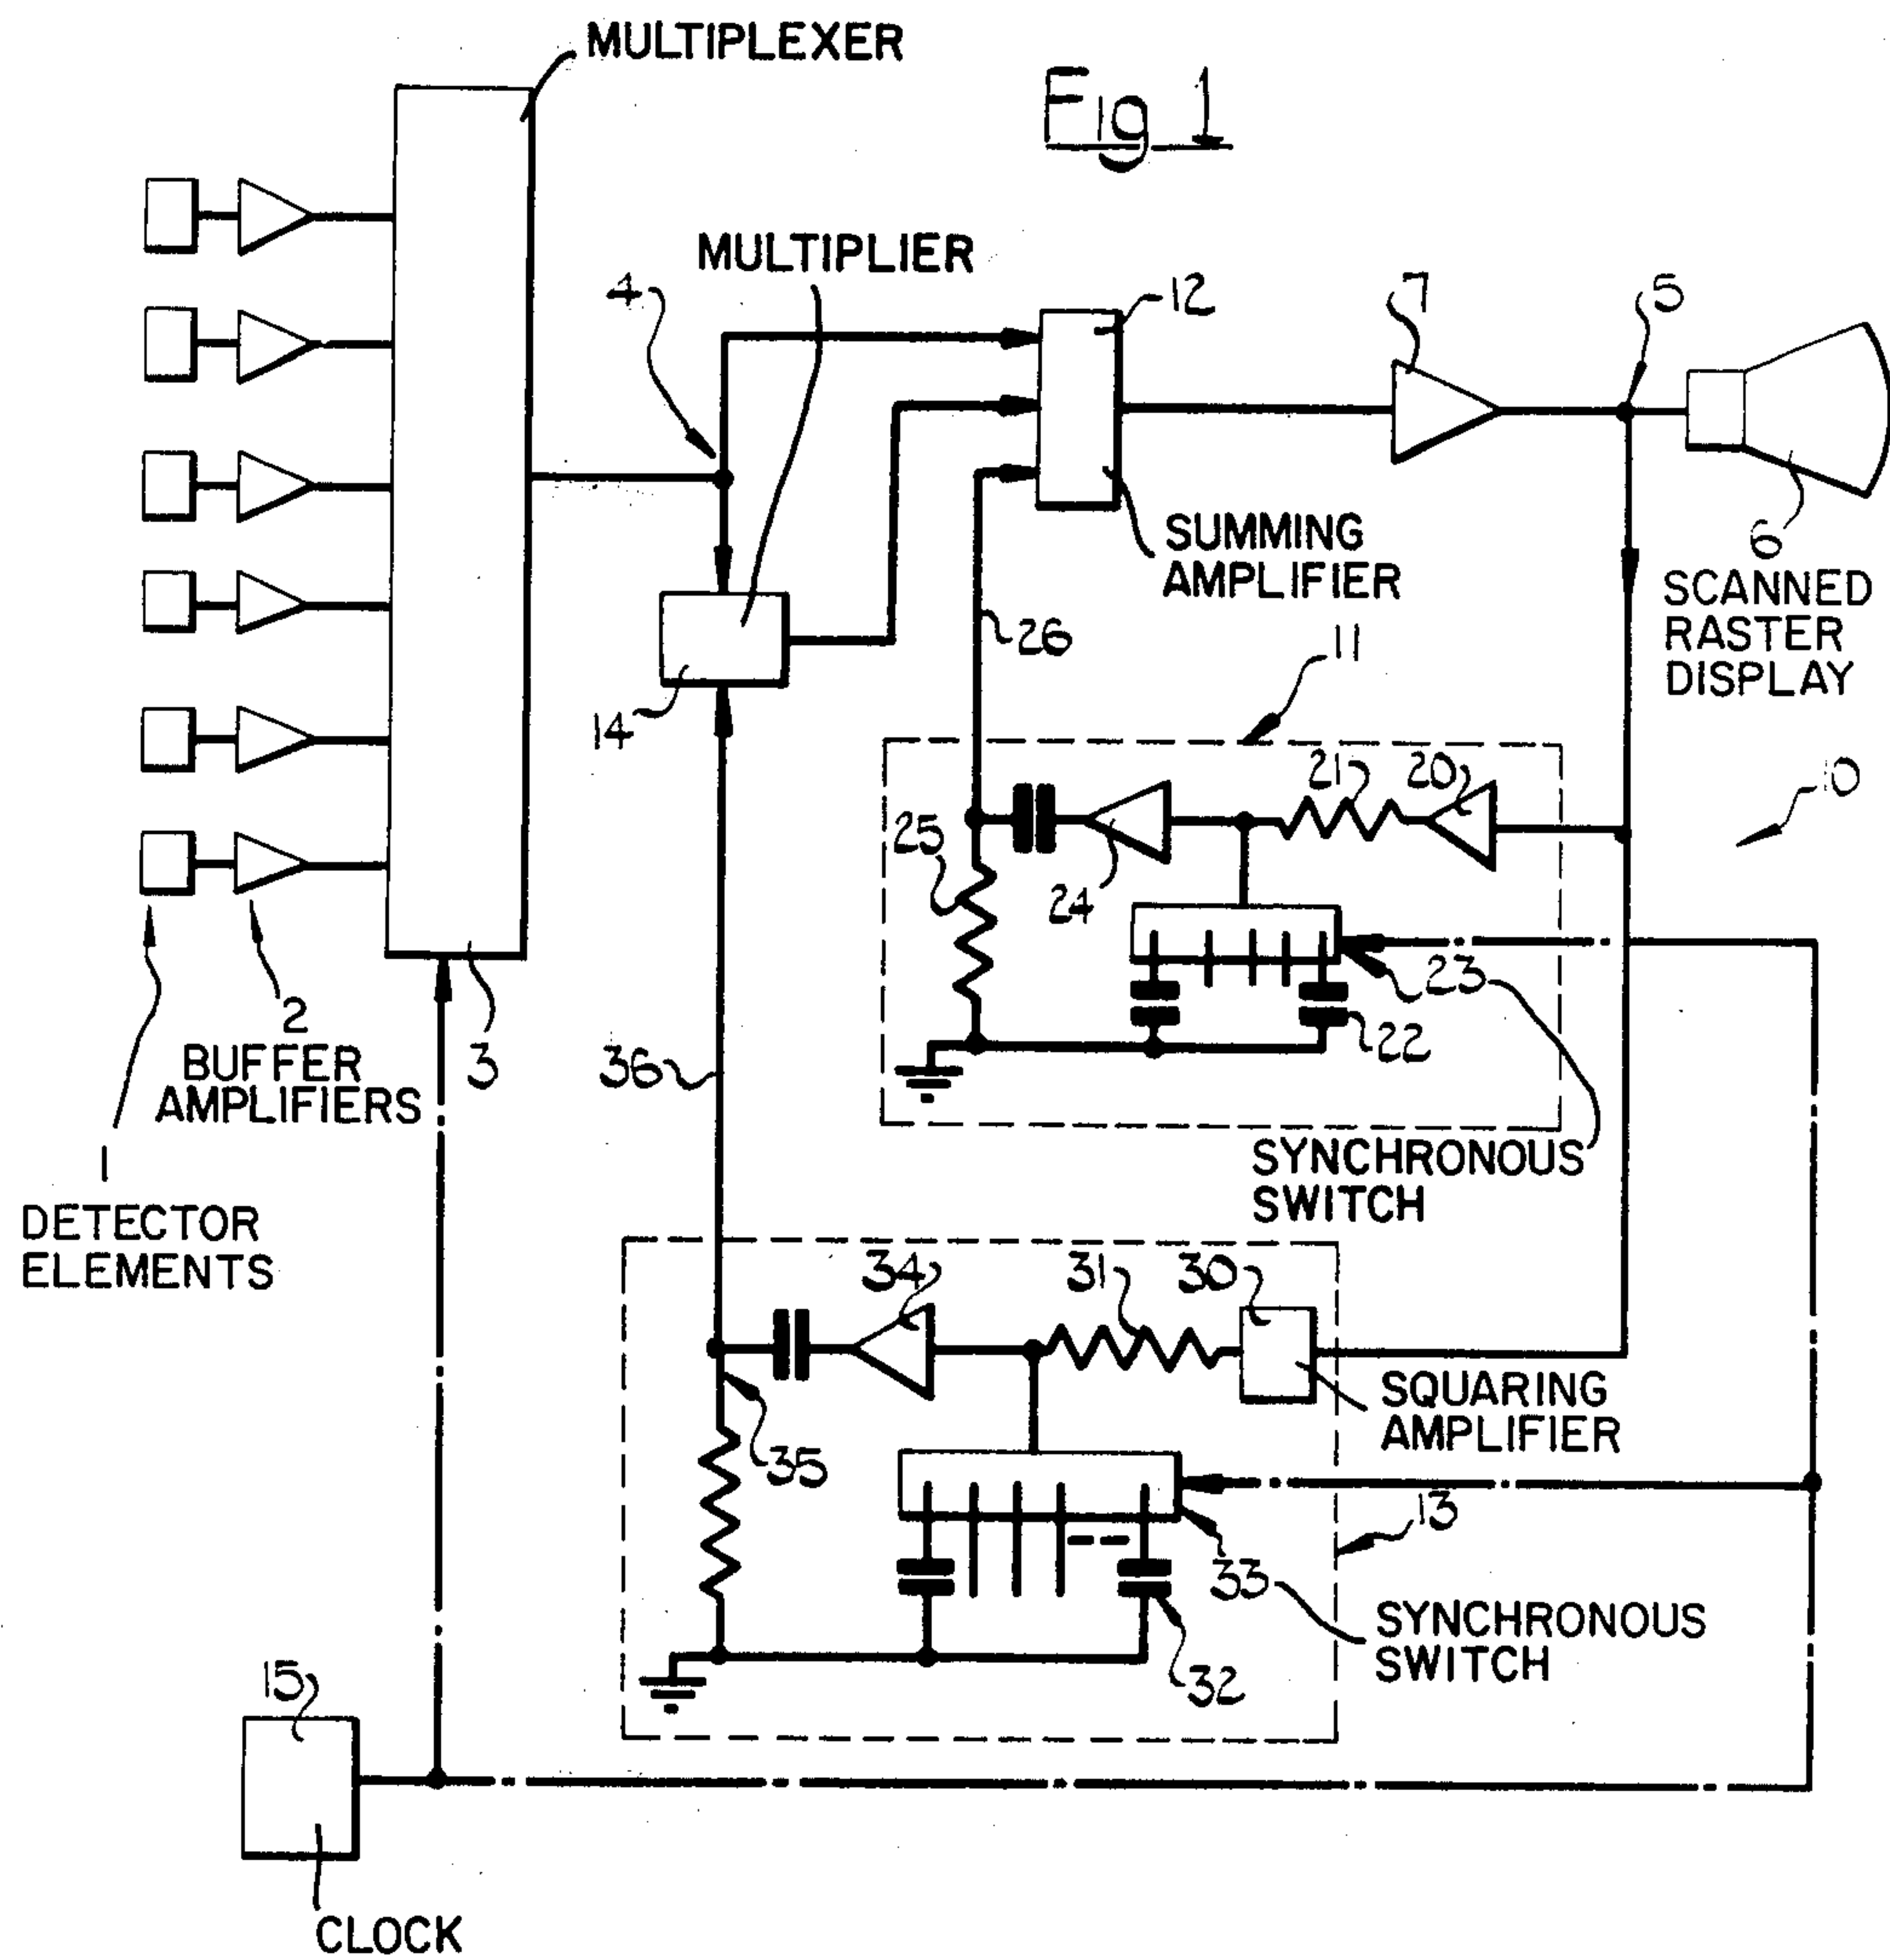 MULTIPLEXER
Fig 1
MULTIPLIER
4
12
7
5
SUMMING
AMPLIFIER
6
SCANNED
RASTER
DISPLAY
26
11
14
21
20
10
25
24
23
22
2
BUFFER
AMPLIFIERS
3
36
1
DETECTOR
ELEMENTS
SYNCHRONOUS
SWITCH
34
31
30
SQUARING
AMPLIFIER
35
13
33
SYNCHRONOUS
SWITCH
32
15
CLOCK